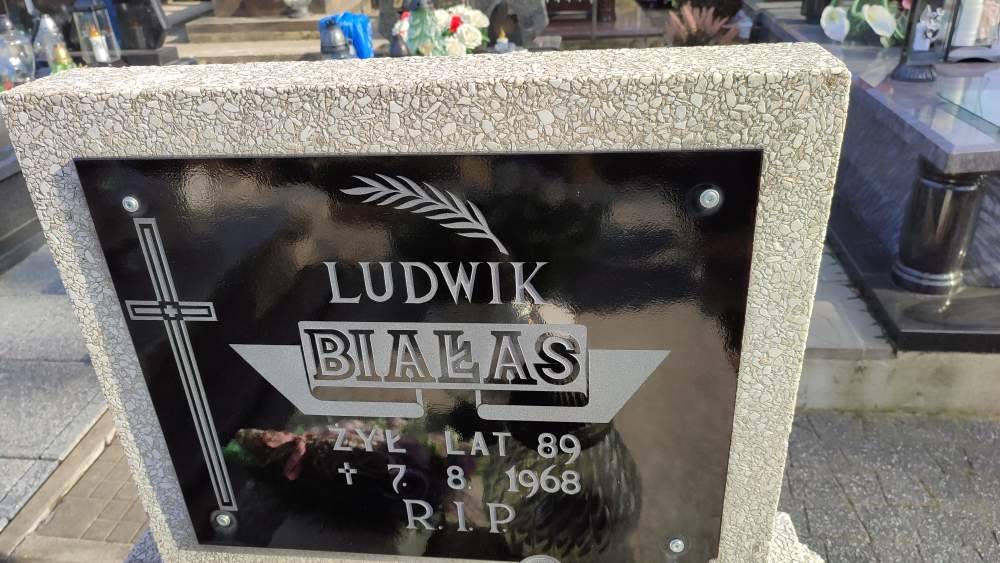 LUDWIK
BIAŁAS
ŻYŁ LAT 89
† 7. 8. 1968
R. I. P.